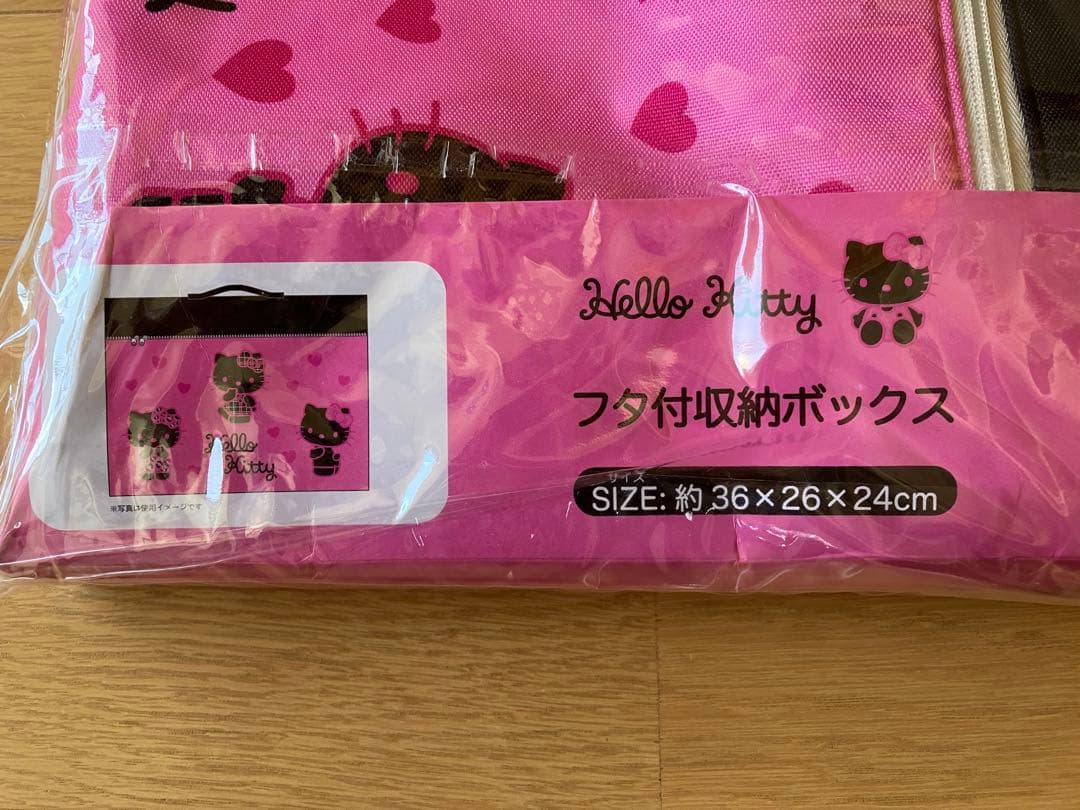 Hello Kitty
フタ付収納ボックス
サイズ
SIZE: 約 36×26×24cm
Hello
Kitty
※写真は使用イメージです